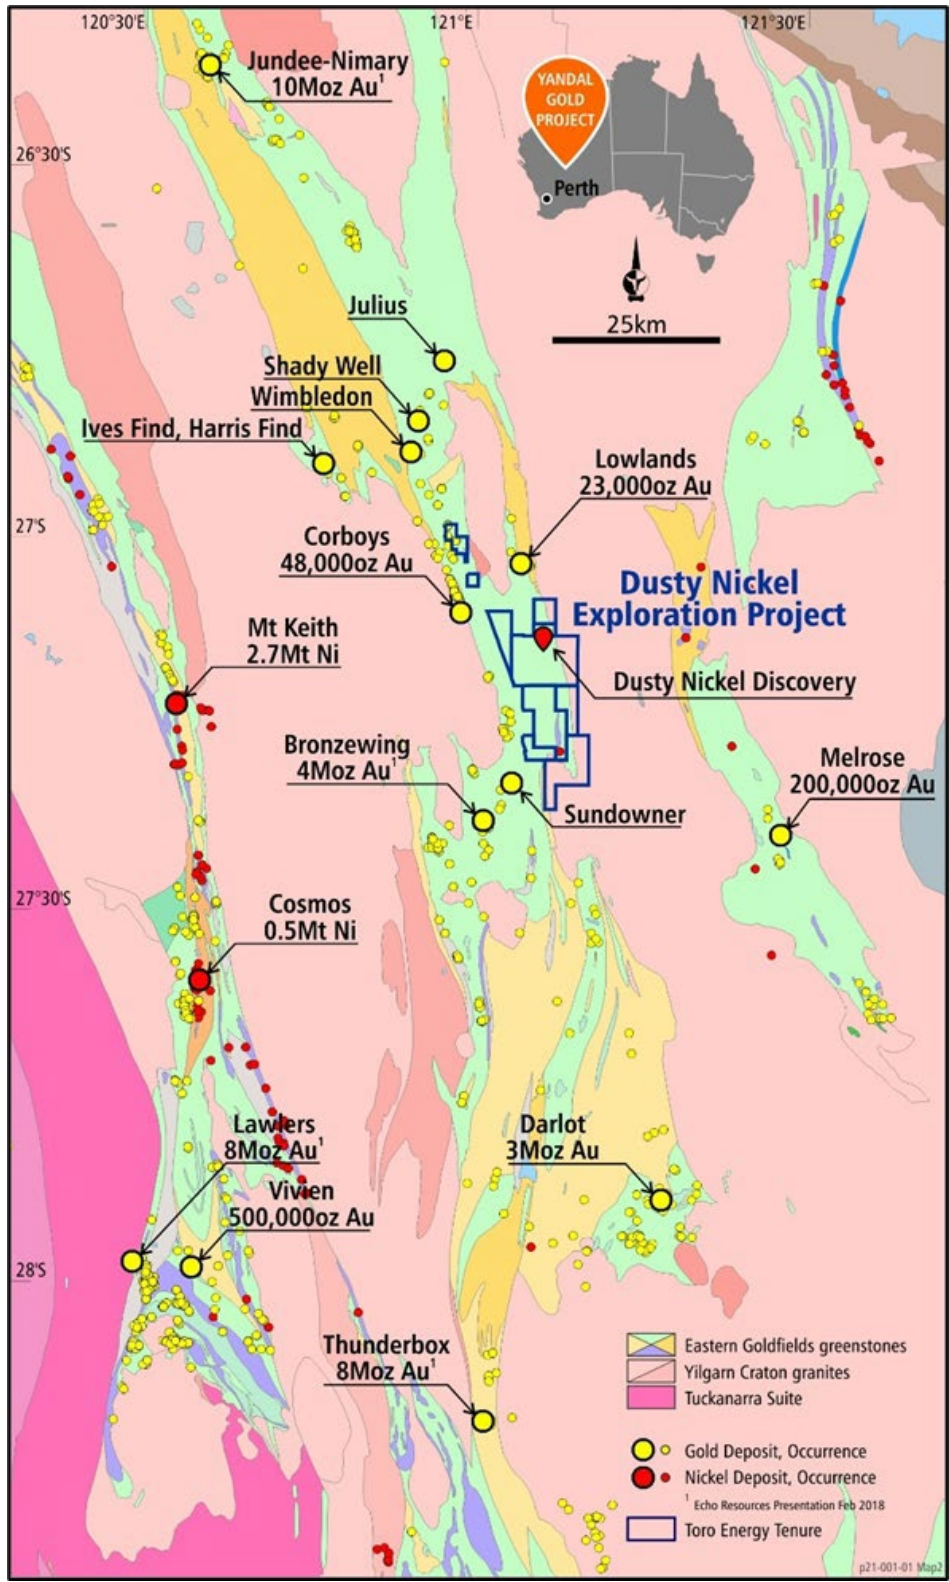 120°30'E
121°E
121°30'E
Jundee-Nimary
10Moz Au¹
YANDAL
GOLD
PROJECT
Perth
26°30'S
25km
Julius
Shady Well
Wimbledon
Ives Find, Harris Find
Lowlands
23,000oz Au
27°S
Corboys
48,000oz Au
Dusty Nickel
Exploration Project
Mt Keith
2.7Mt Ni
Dusty Nickel Discovery
Bronzewing
4Moz Au¹
Sundowner
Melrose
200,000oz Au
27°30'S
Cosmos
0.5Mt Ni
Lawlers
8Moz Au¹
Vivien
500,000oz Au
Darlot
3Moz Au
28°S
Thunderbox
8Moz Au¹
Eastern Goldfields greenstones
Yilgarn Craton granites
Tuckanarra Suite
Gold Deposit, Occurrence
Nickel Deposit, Occurrence
¹ Echo Resources Presentation Feb 2018
Toro Energy Tenure
p21-001-01 Map2